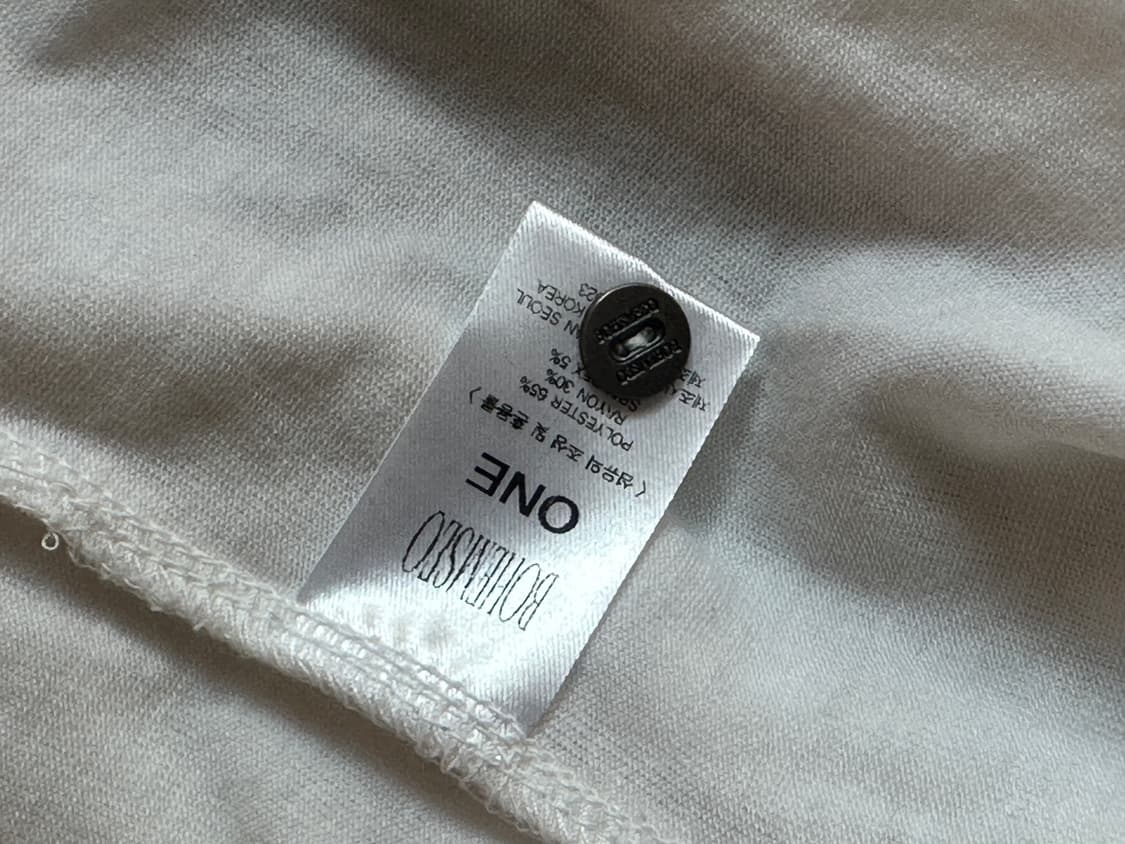 BOHEMSEO
ONE
< 섬유의 조성 및 혼용률 >
POLYESTER 65%
RAYON 30%
5%
SEOUL
KOREA